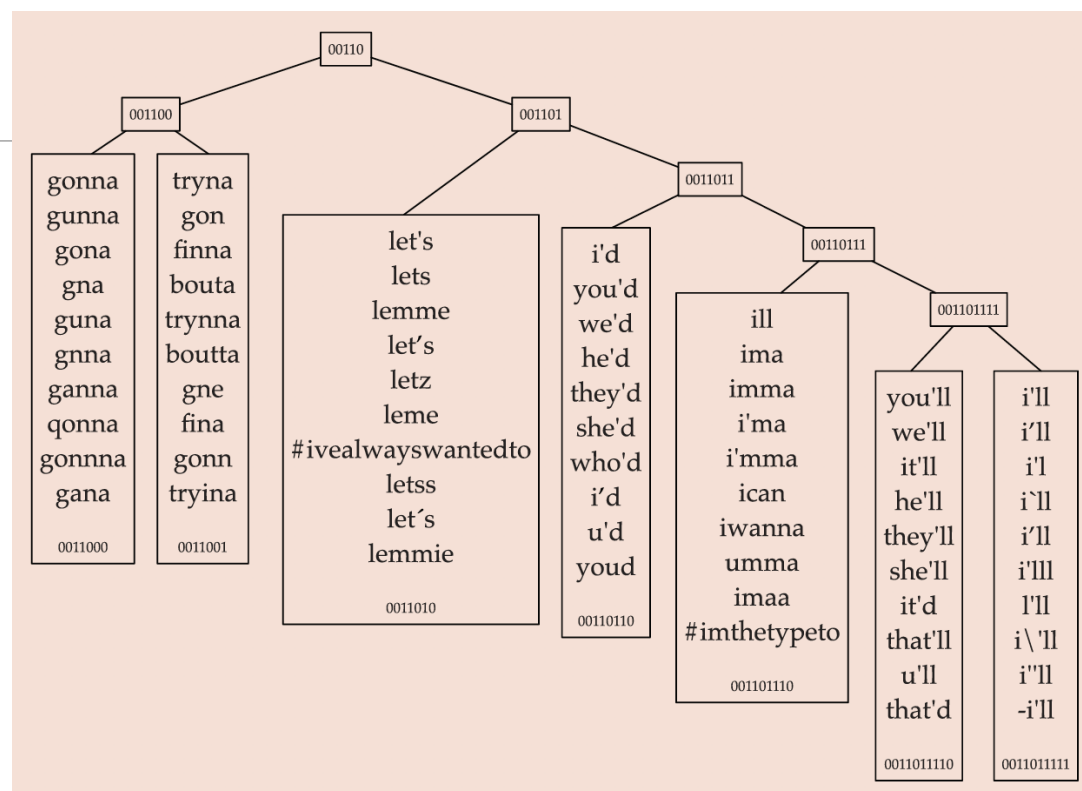 00110
001100
001101
0011011
00110111
001101111
gonna
gunna
gona
gna
guna
gnna
ganna
qonna
gonnna
gana
0011000
tryna
gon
finna
bouta
trynna
boutta
gne
fina
gonn
tryina
0011001
let's
lets
lemme
let’s
letz
leme
#ivealwayswantedto
letss
let´s
lemmie
0011010
i'd
you'd
we'd
he'd
they'd
she'd
who'd
i’d
u'd
youd
00110110
ill
ima
imma
i'ma
i'mma
ican
iwanna
umma
imaa
#imthetypeto
001101110
you'll
we'll
it'll
he'll
they'll
she'll
it'd
that'll
u'll
that'd
0011011110
i'll
i’ll
i'l
i`ll
i’ll
i'lll
l'll
i\'ll
i''ll
-i'll
0011011111